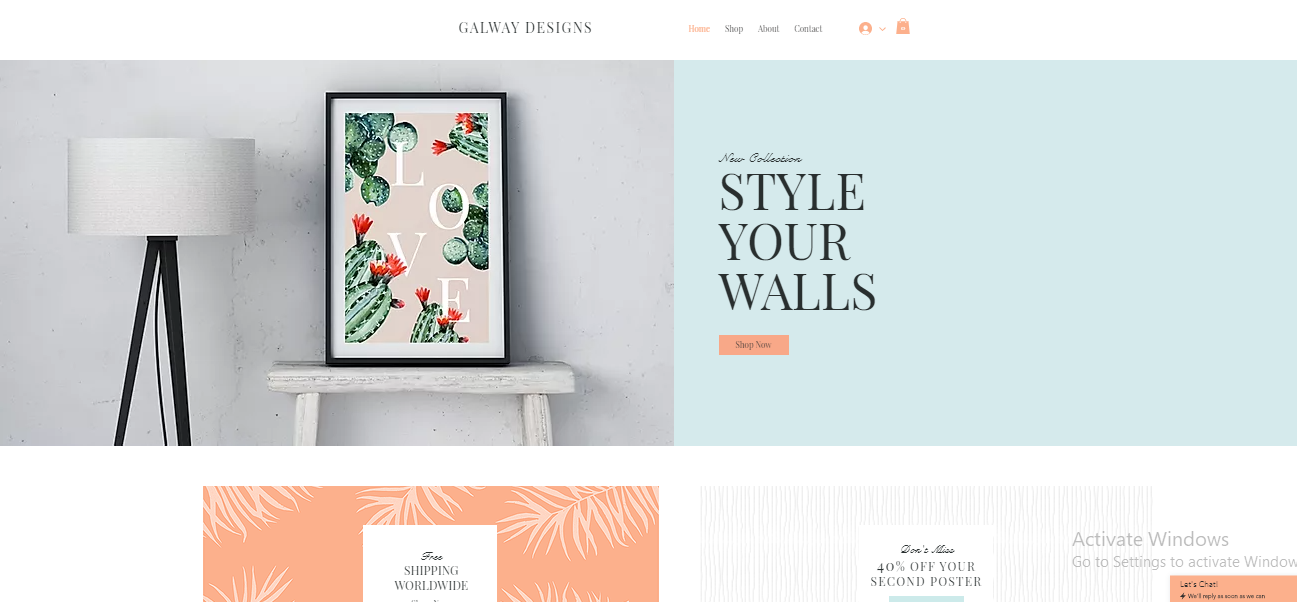 GALWAY DESIGNS
Home Shop About Contact
LOVE
New Collection
STYLE
YOUR
WALLS
Shop Now
Free
SHIPPING
WORLDWIDE
Don't Miss
40% OFF YOUR
SECOND POSTER
Activate Windows
Go to Settings to activate Window
Let's Chat!
We'll reply as soon as we can